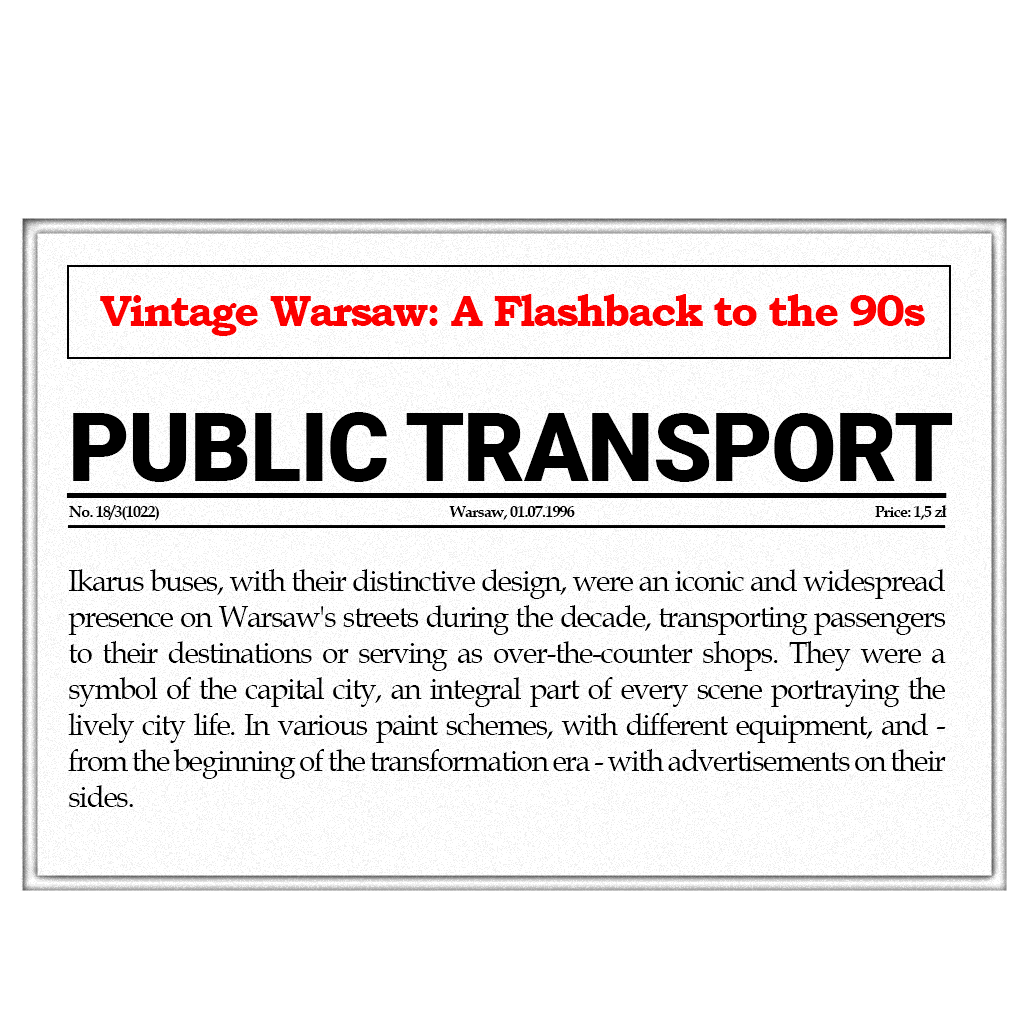 Vintage Warsaw: A Flashback to the 90s
PUBLIC TRANSPORT
No. 18/3(1022) Warsaw, 01.07.1996 Price: 1,5 zł
Ikarus buses, with their distinctive design, were an iconic and widespread
presence on Warsaw's streets during the decade, transporting passengers
to their destinations or serving as over-the-counter shops. They were a
symbol of the capital city, an integral part of every scene portraying the
lively city life. In various paint schemes, with different equipment, and -
from the beginning of the transformation era - with advertisements on their
sides.